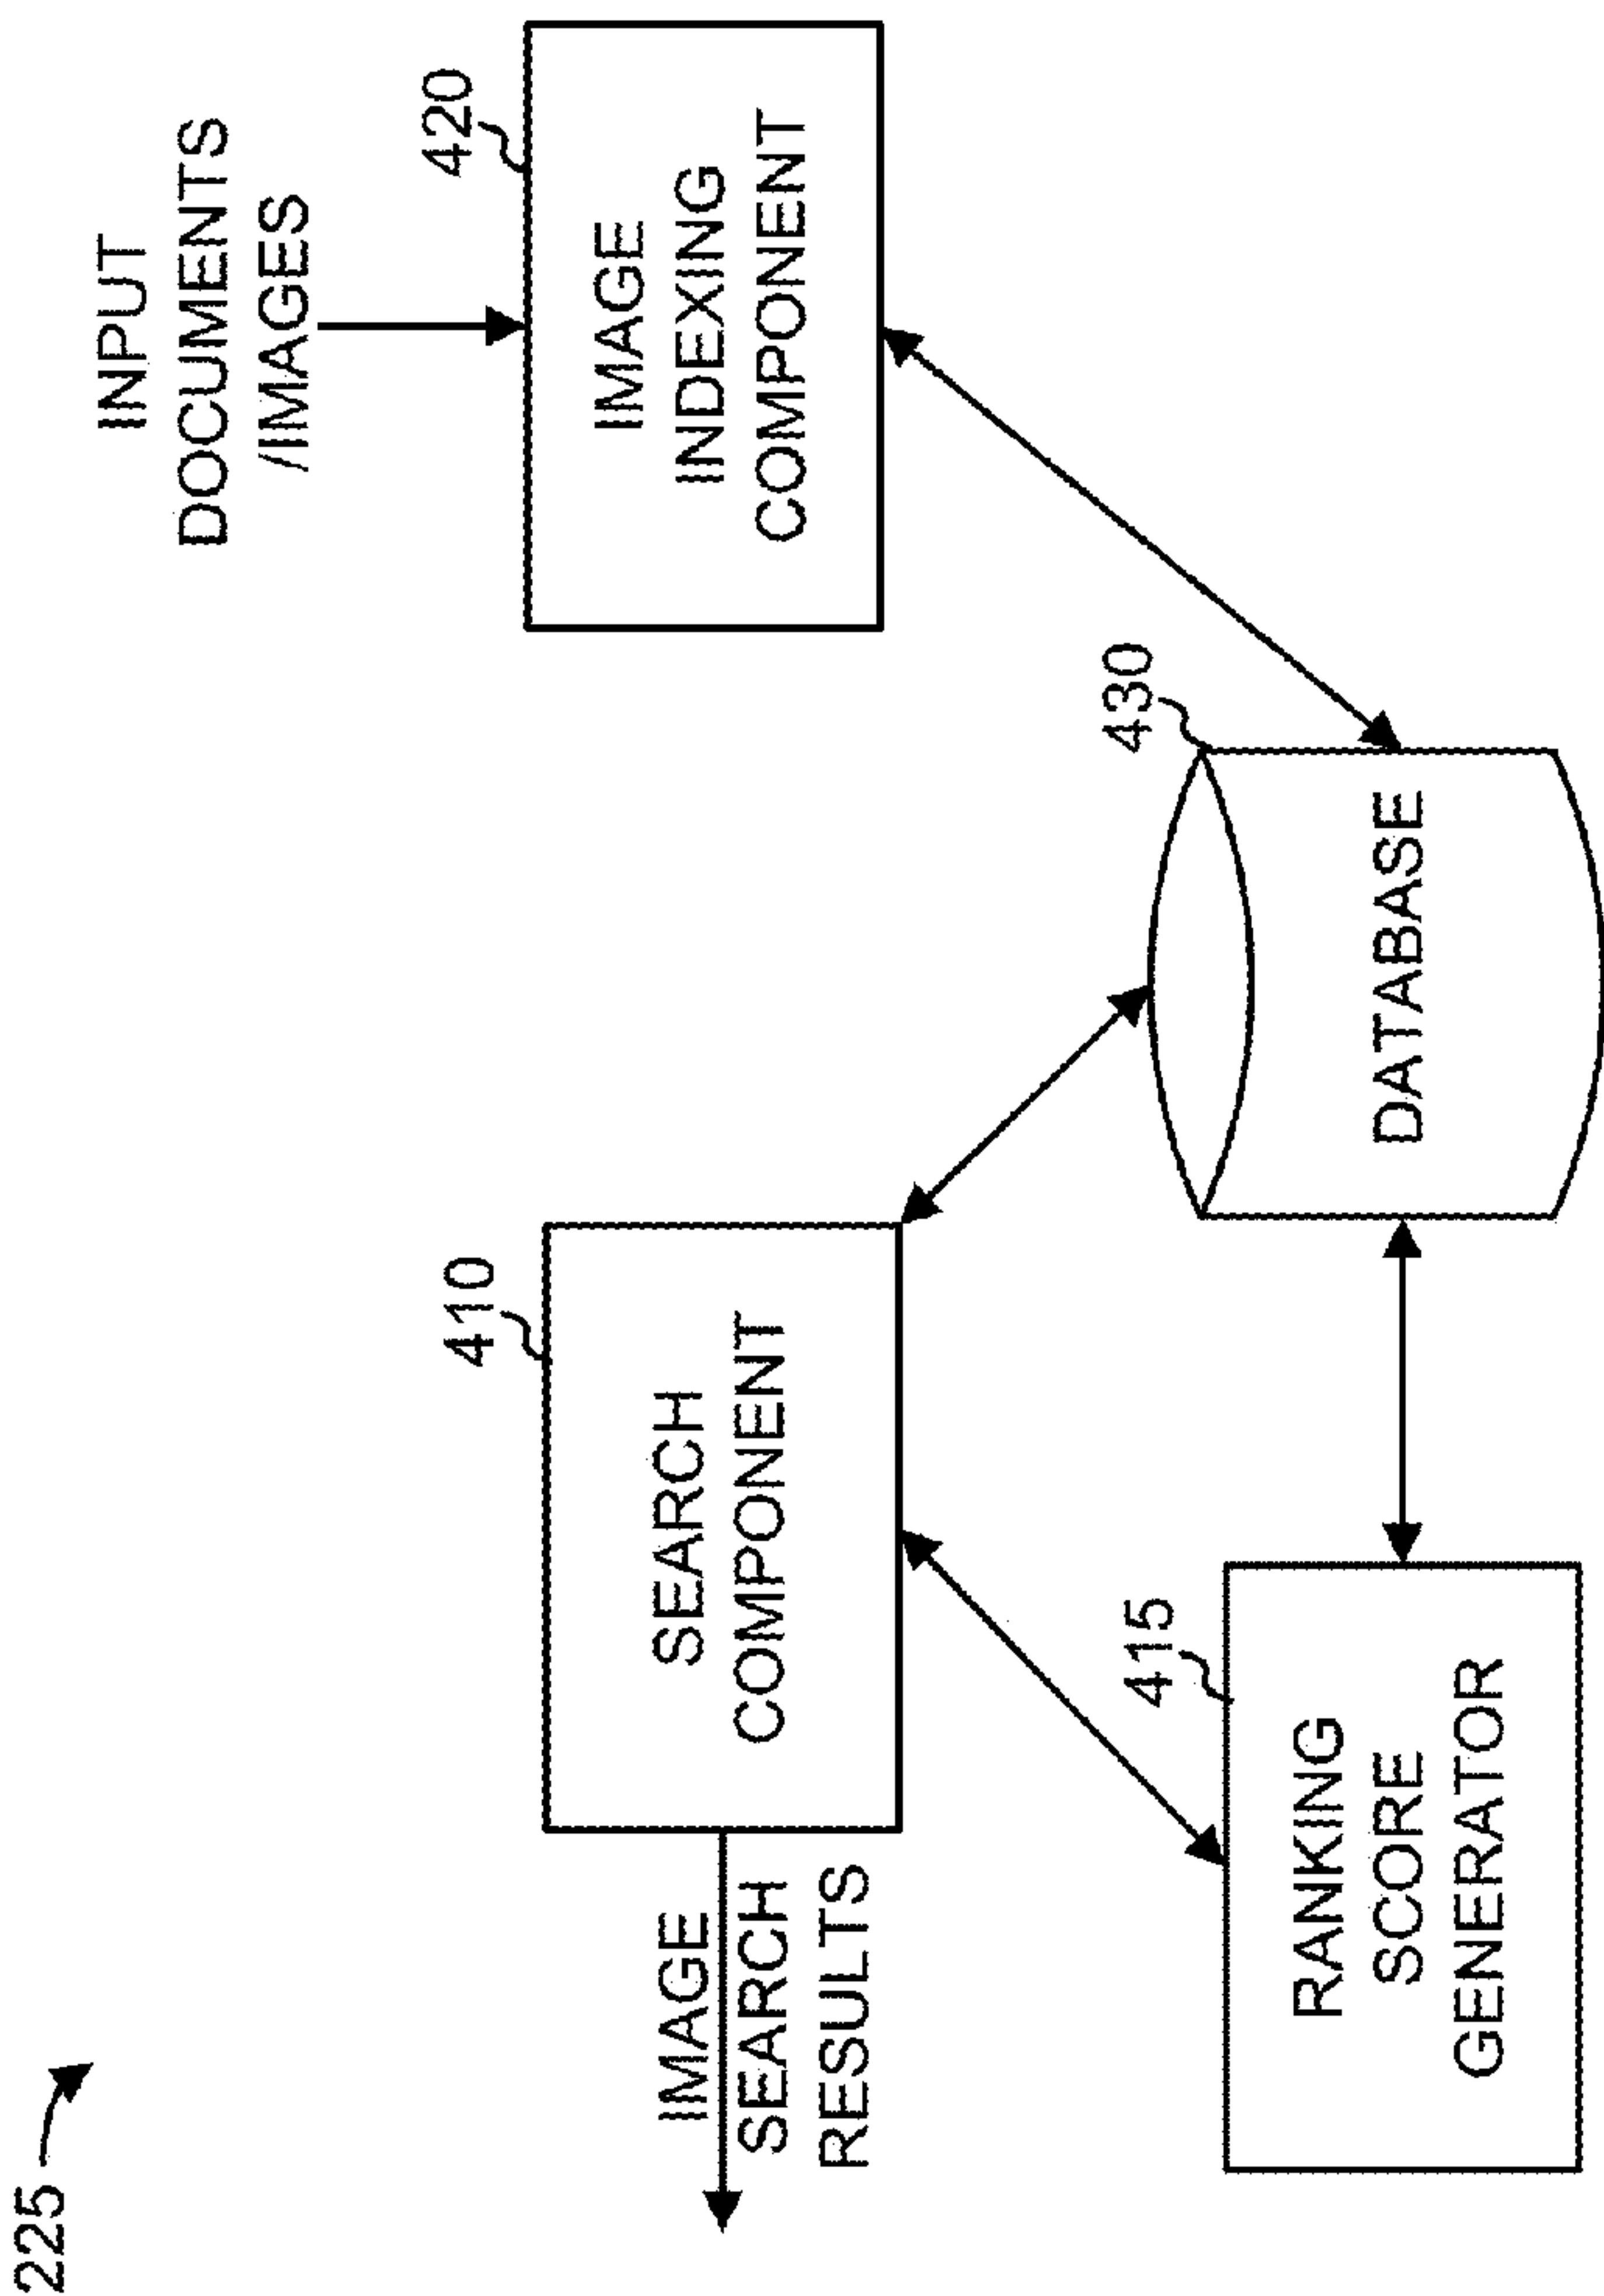 225
IMAGE
SEARCH
RESULTS
410
SEARCH
COMPONENT
415
RANKING
SCORE
GENERATOR
430
DATABASE
INPUT
DOCUMENTS
/IMAGES
420
IMAGE
INDEXING
COMPONENT